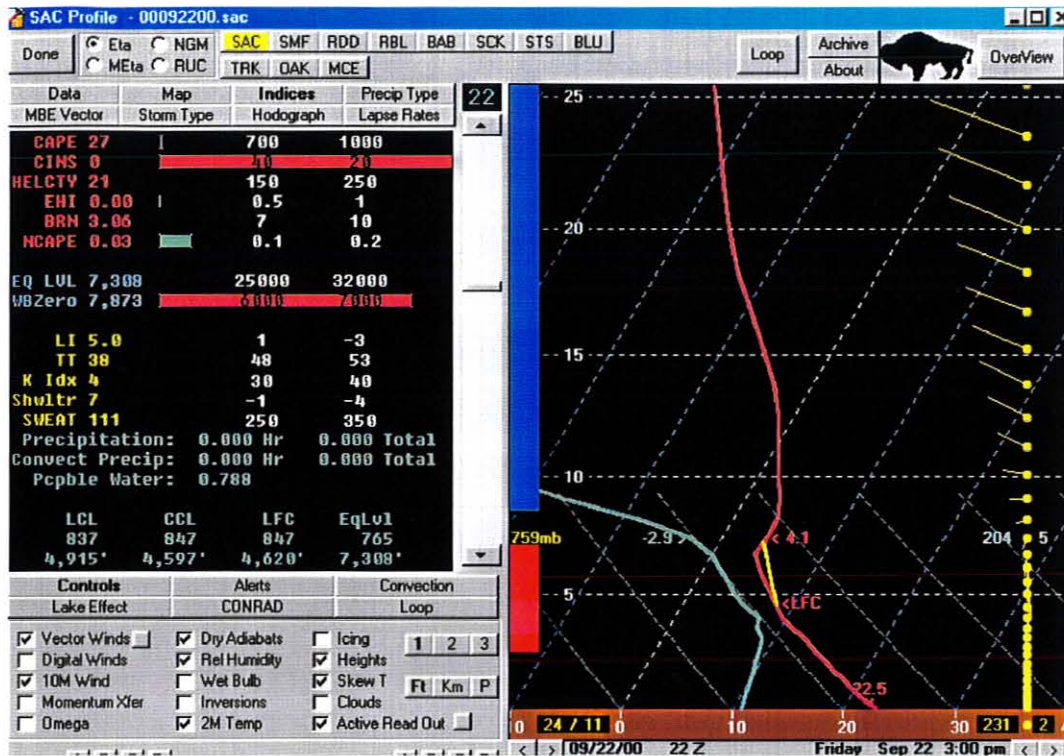 SAC Profile - 00092200.sac
Done Eta NGM SAC SMF RDD RBL BAB SCK STS BLU Loop Archive OverView
MEta RUC TRK OAK MCE About
Data Map Indices Precip Type 22
MBE Vector Storm Type Hodograph Lapse Rates
CAPE 27 700 1000
CINS 0 40 20
HELCTY 21 150 250
EHI 0.00 0.5 1
BRN 3.06 7 10
NCAPE 0.03 0.1 0.2
EQ LVL 7,308 25000 32000
WBZero 7,873 6000 7000
LI 5.0 1 -3
TT 38 48 53
K Idx 4 30 40
Shwltr 7 -1 -4
SWEAT 111 250 350
Precipitation: 0.000 Hr 0.000 Total
Convect Precip: 0.000 Hr 0.000 Total
Pcpble Water: 0.788
LCL CCL LFC EqLvl
837 847 847 765
4,915' 4,597' 4,620' 7,308'
Controls Alerts Convection
Lake Effect CONRAD Loop
Vector Winds Dry Adiabats Icing 1 2 3
Digital Winds Rel Humidity Heights
10M Wind Wet Bulb Skew T Ft Km P
Momentum Xfer Inversions Clouds
Omega 2M Temp Active Read Out
25
20
15
10
759mb -2.9 > < 4.1 204 5
5 <LFC
22.5
0 24 / 11 0 10 20 30 231 2
< > 09/22/00 22 Z Friday Sep 22 3:00 pm < >